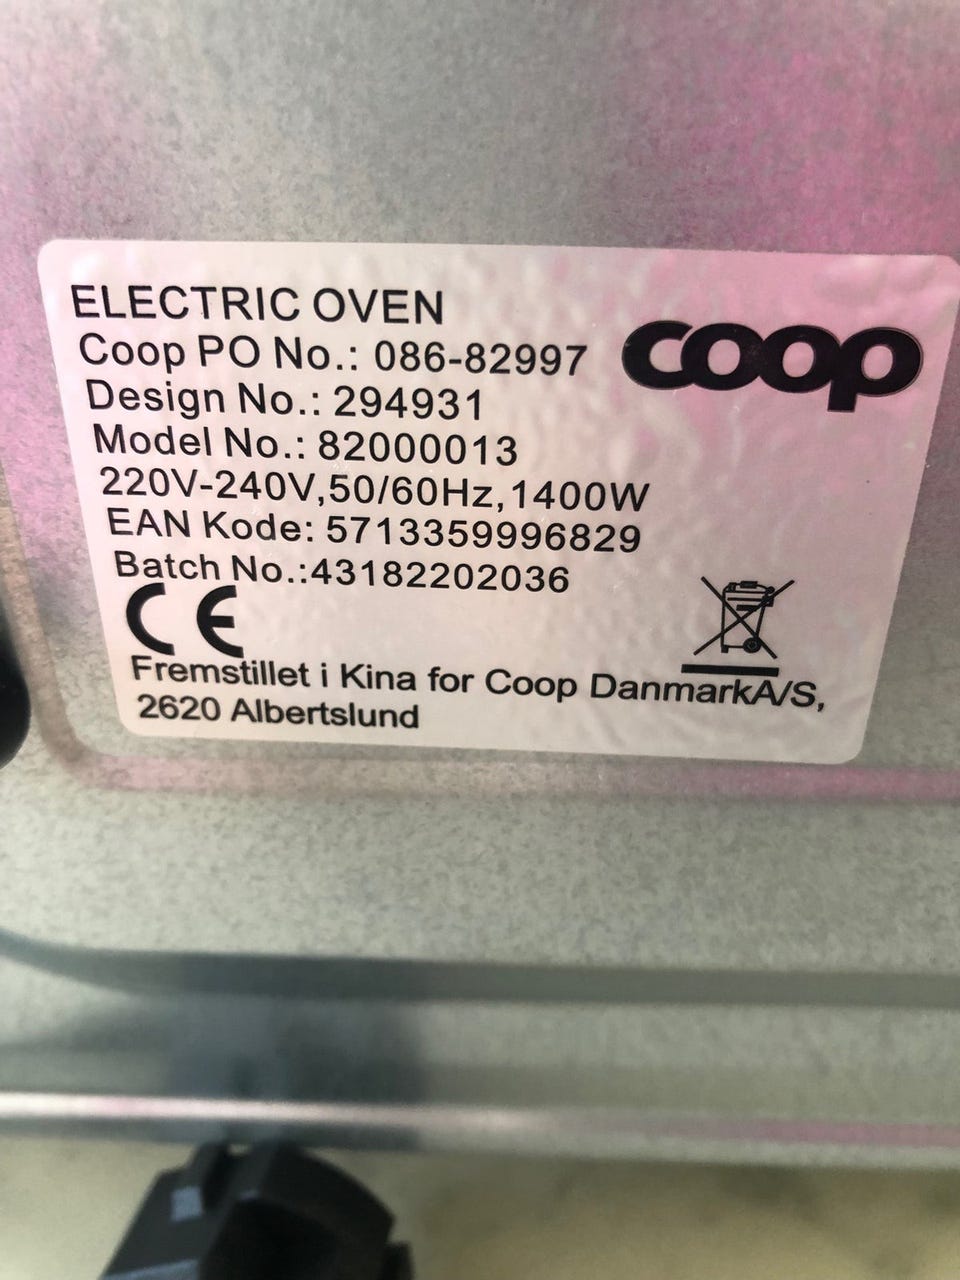 ELECTRIC OVEN
coop
Coop PO No.: 086-82997
Design No.: 294931
Model No.: 82000013
220V-240V,50/60Hz,1400W
EAN Kode: 5713359996829
Batch No.:43182202036
CE
Fremstillet i Kina for Coop DanmarkA/S,
2620 Albertslund